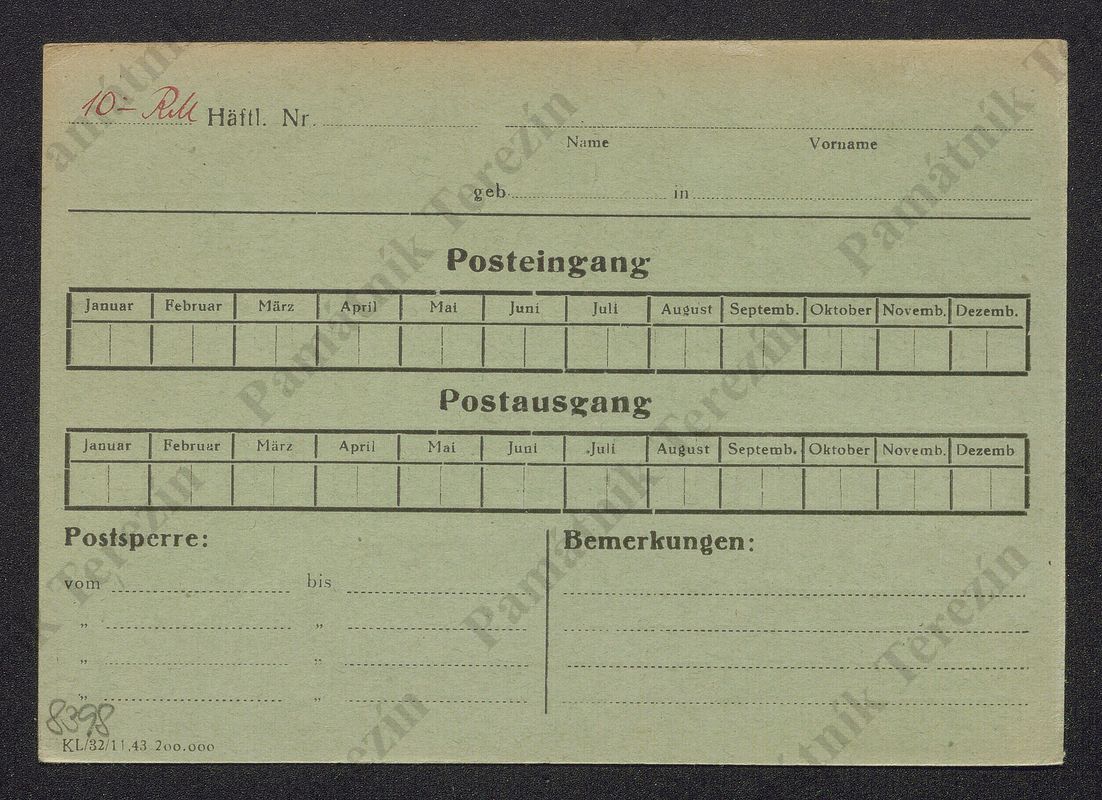 10- RM Häftl. Nr.
Name Vorname
geb. in
Posteingang
Januar Februar März April Mai Juni Juli August Septemb. Oktober Novemb. Dezemb.
Postausgang
Januar Februar März April Mai Juni Juli August Septemb. Oktober Novemb. Dezemb
Postsperre: Bemerkungen:
vom bis
„ „
„ „
„ „
8398
KL/32/11.43 200.000
Památník Terezín